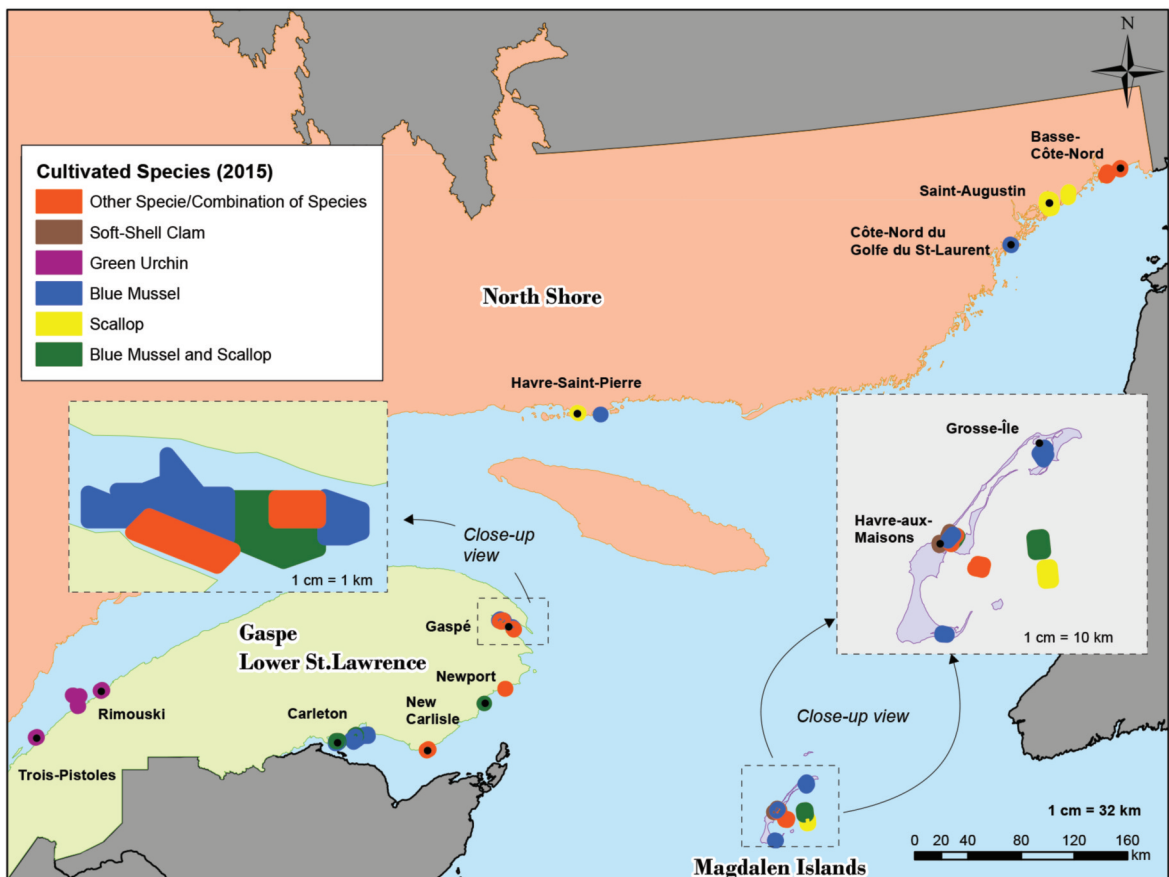 N
Basse-
Côte-Nord
Saint-Augustin
Côte-Nord du
Golfe du St-Laurent
Cultivated Species (2015)
Other Specie/Combination of Species
Soft-Shell Clam
Green Urchin
Blue Mussel
Scallop
Blue Mussel and Scallop
North Shore
Havre-Saint-Pierre
Grosse-Île
Havre-aux-
Maisons
1 cm = 10 km
Close-up
view
1 cm = 1 km
Gaspé
Gaspe
Lower St.Lawrence
Newport
New
Carlisle
Carleton
Rimouski
Trois-Pistoles
Close-up view
1 cm = 32 km
0 20 40 80 120 160
km
Magdalen Islands